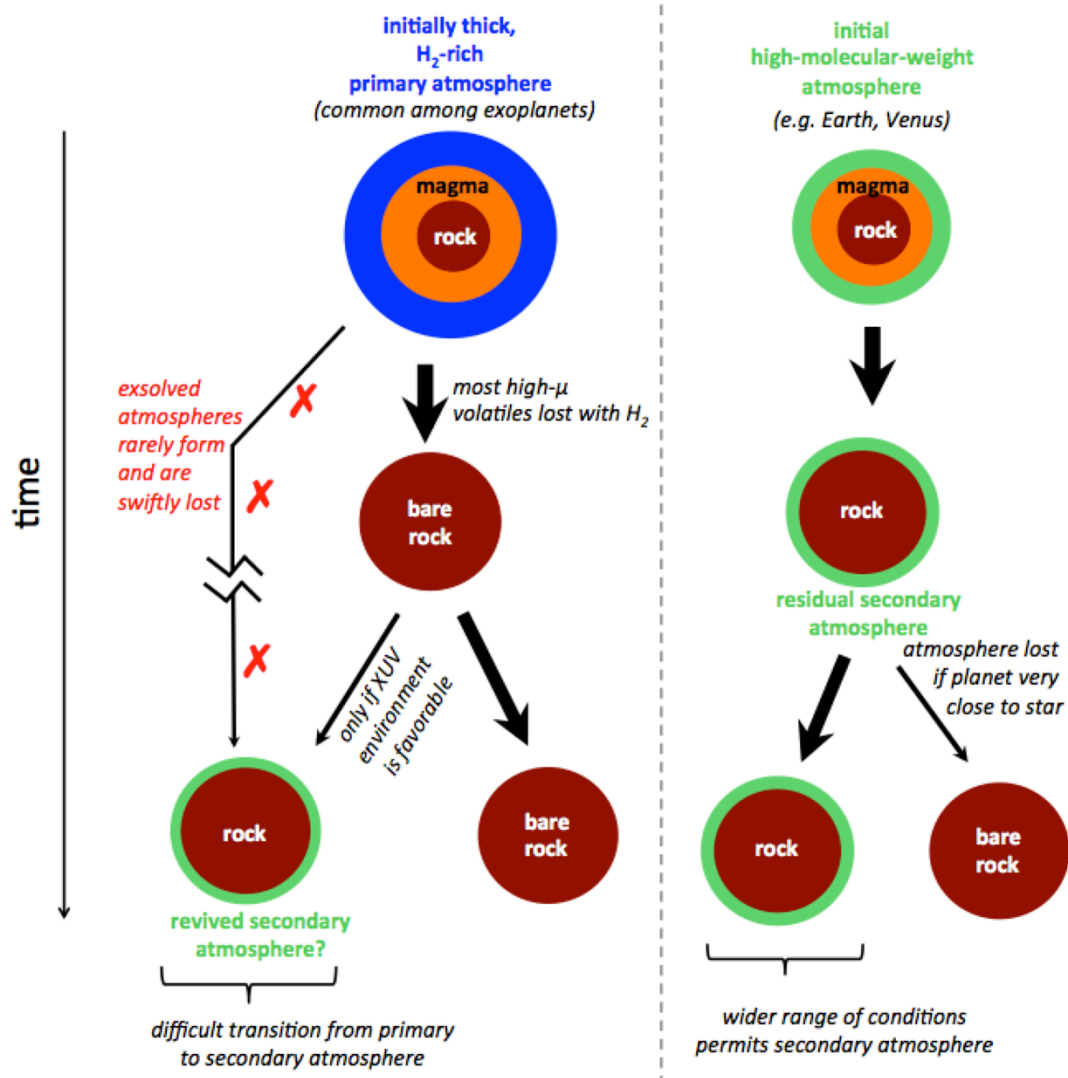 initially thick,
H₂-rich
primary atmosphere
(common among exoplanets)
magma
rock
exsolved
atmospheres
rarely form
and are
swiftly lost
✗
✗
✗
most high-μ
volatiles lost with H₂
time
bare
rock
only if XUV
environment
is favorable
rock
bare
rock
revived secondary
atmosphere?
difficult transition from primary
to secondary atmosphere
initial
high-molecular-weight
atmosphere
(e.g. Earth, Venus)
magma
rock
rock
residual secondary
atmosphere
atmosphere lost
if planet very
close to star
rock
bare
rock
wider range of conditions
permits secondary atmosphere